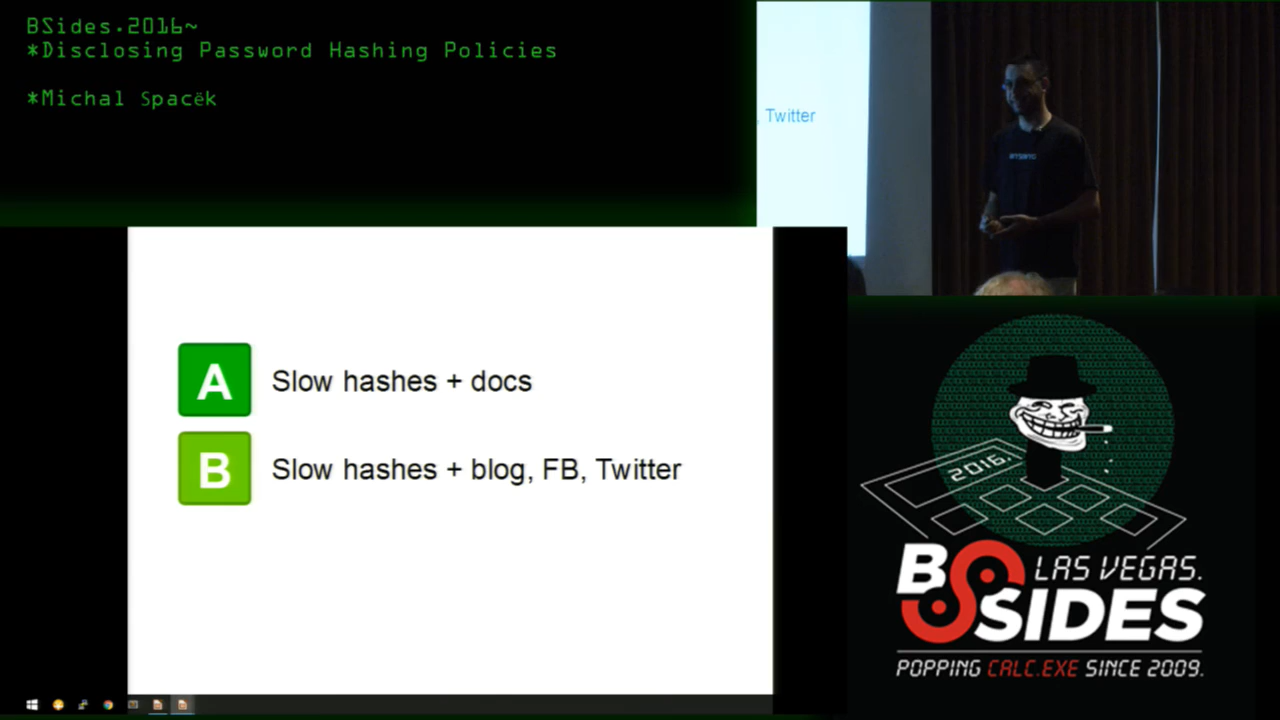 BSides.2016~
*Disclosing Password Hashing Policies
*Michal Spacëk
, Twitter
A Slow hashes + docs
B Slow hashes + blog, FB, Twitter
2016.
BSIDES LAS VEGAS.
POPPING CALC.EXE SINCE 2009.